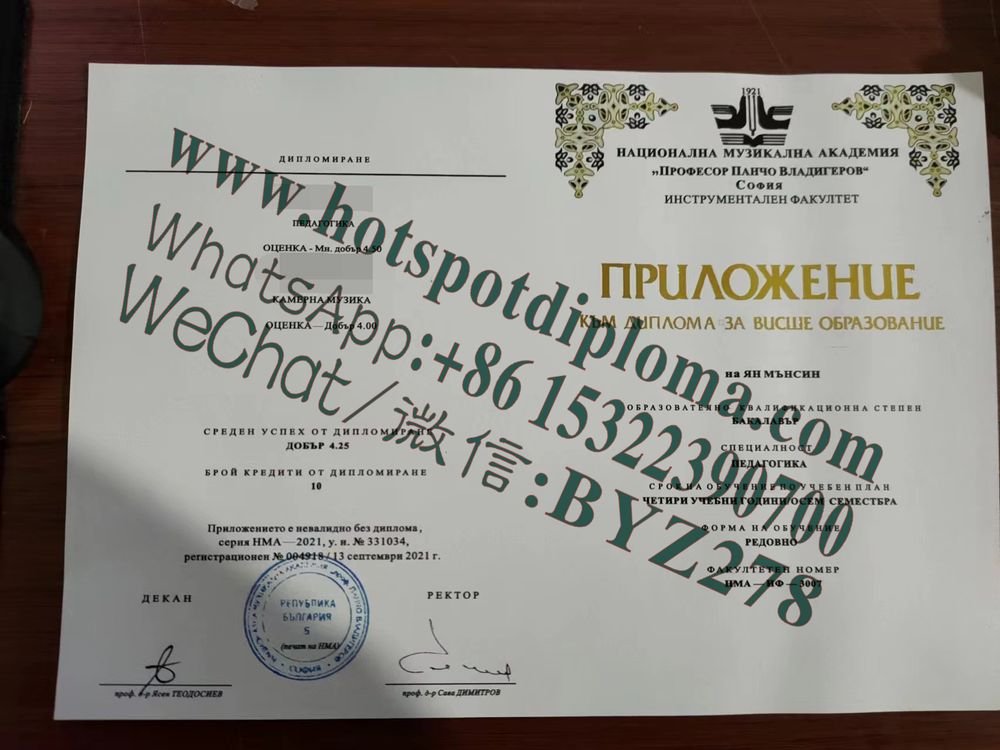 ДИПЛОМИРАНЕ
ПЕДАГОГИКА
ОЦЕНКА - Мн. добър 4.50
КАМЕРНА МУЗИКА
ОЦЕНКА — Добър 4.00
СРЕДЕН УСПЕХ ОТ ДИПЛОМИРАНЕ
ДОБЪР 4.25
БРОЙ КРЕДИТИ ОТ ДИПЛОМИРАНЕ
10
Приложението е невалидно без диплома,
серия НМА — 2021, у. н. № 331034,
регистрационен № 004918 / 13 септември 2021 г.
ДЕКАН
РЕКТОР
РЕПУБЛИКА
БЪЛГАРИЯ
5
(печат на НМА)
СОФИЯ
проф. д-р Ясен ТЕОДОСИЕВ
проф. д-р Сава ДИМИТРОВ
1921
НАЦИОНАЛНА МУЗИКАЛНА АКАДЕМИЯ
„ПРОФЕСОР ПАНЧО ВЛАДИГЕРОВ“
СОФИЯ
ИНСТРУМЕНТАЛЕН ФАКУЛТЕТ
ПРИЛОЖЕНИЕ
КЪМ ДИПЛОМА ЗА ВИСШЕ ОБРАЗОВАНИЕ
на ЯН МЪНСИН
ОБРАЗОВАТЕЛНО - КВАЛИФИКАЦИОННА СТЕПЕН
БАКАЛАВЪР
СПЕЦИАЛНОСТ
ПЕДАГОГИКА
СРОК НА ОБУЧЕНИЕ ПО УЧЕБЕН ПЛАН
ЧЕТИРИ УЧЕБНИ ГОДИНИ/ОСЕМ СЕМЕСТЪРА
ФОРМА НА ОБУЧЕНИЕ
РЕДОВНО
ФАКУЛТЕТЕН НОМЕР
НМА — ИФ — 3007
www.hotspotdiploma.com
WhatsApp:+86 15322390700
WeChat/微信:BYZ278